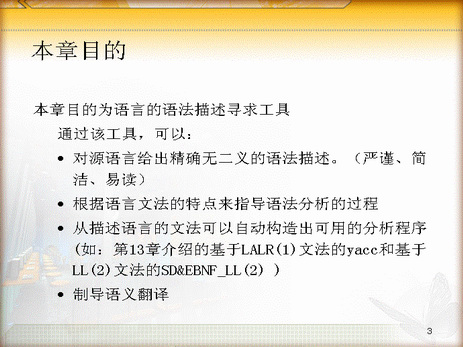 本章目的
本章目的为语言的语法描述寻求工具
通过该工具，可以：
• 对源语言给出精确无二义的语法描述。（严谨、简
洁、易读）
• 根据语言文法的特点来指导语法分析的过程
• 从描述语言的文法可以自动构造出可用的分析程序
(如：第13章介绍的基于LALR(1)文法的yacc和基于
LL(2)文法的SD&EBNF_LL(2) )
• 制导语义翻译
3